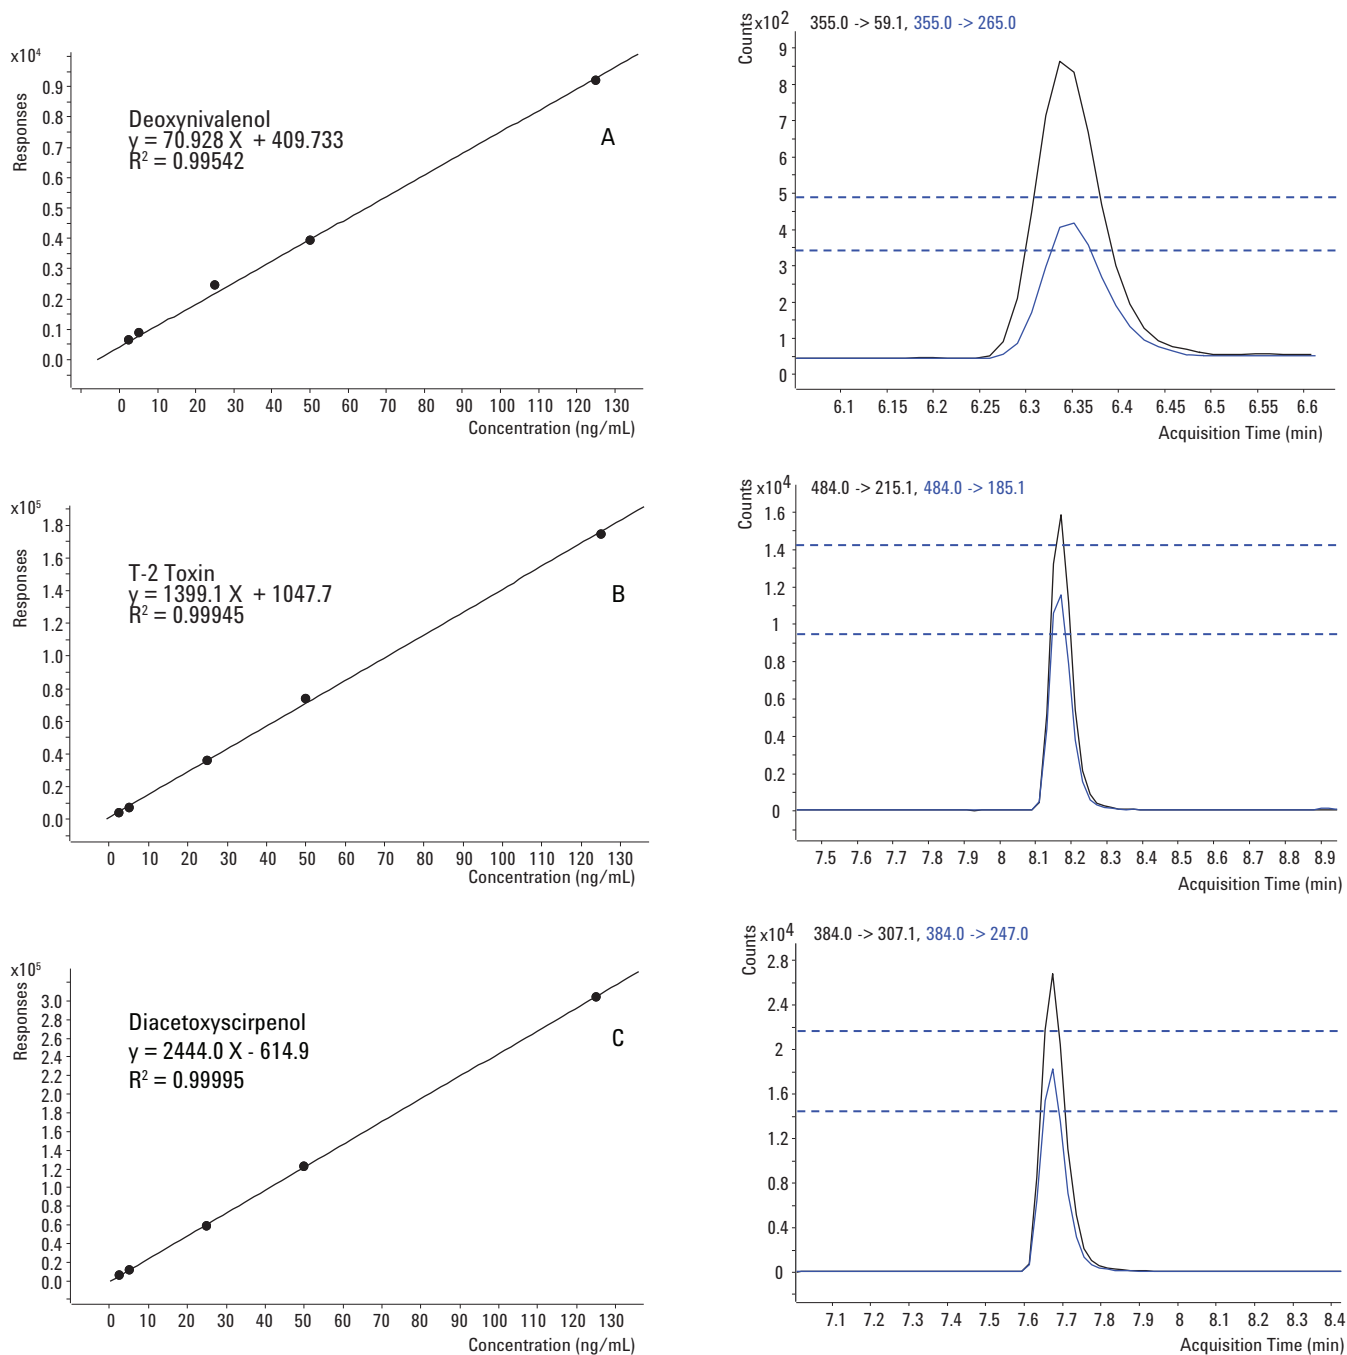 x10⁴
Responses
0.9
0.8
0.7
0.6
0.5
0.4
0.3
0.2
0.1
0.0
Deoxynivalenol
y = 70.928 X + 409.733
R² = 0.99542
A
0 10 20 30 40 50 60 70 80 90 100 110 120 130
Concentration (ng/mL)
Counts
x10²
355.0 -> 59.1, 355.0 -> 265.0
9
8
7
6
5
4
3
2
1
0
6.1 6.15 6.2 6.25 6.3 6.35 6.4 6.45 6.5 6.55 6.6
Acquisition Time (min)
x10⁵
Responses
1.8
1.6
1.4
1.2
1.0
0.8
0.6
0.4
0.2
0.0
T-2 Toxin
y = 1399.1 X + 1047.7
R² = 0.99945
B
0 10 20 30 40 50 60 70 80 90 100 110 120 130
Concentration (ng/mL)
Counts
x10⁴
484.0 -> 215.1, 484.0 -> 185.1
1.6
1.4
1.2
1
0.8
0.6
0.4
0.2
0
7.5 7.6 7.7 7.8 7.9 8 8.1 8.2 8.3 8.4 8.5 8.6 8.7 8.8 8.9
Acquisition Time (min)
x10⁵
Responses
3.0
2.8
2.6
2.4
2.2
2.0
1.8
1.6
1.4
1.2
1.0
0.8
0.6
0.4
0.2
0.0
Diacetoxyscirpenol
y = 2444.0 X - 614.9
R² = 0.99995
C
0 10 20 30 40 50 60 70 80 90 100 110 120 130
Concentration (ng/mL)
Counts
x10⁴
384.0 -> 307.1, 384.0 -> 247.0
2.8
2.4
2
1.6
1.2
0.8
0.4
0
7.1 7.2 7.3 7.4 7.5 7.6 7.7 7.8 7.9 8 8.1 8.2 8.3 8.4
Acquisition Time (min)